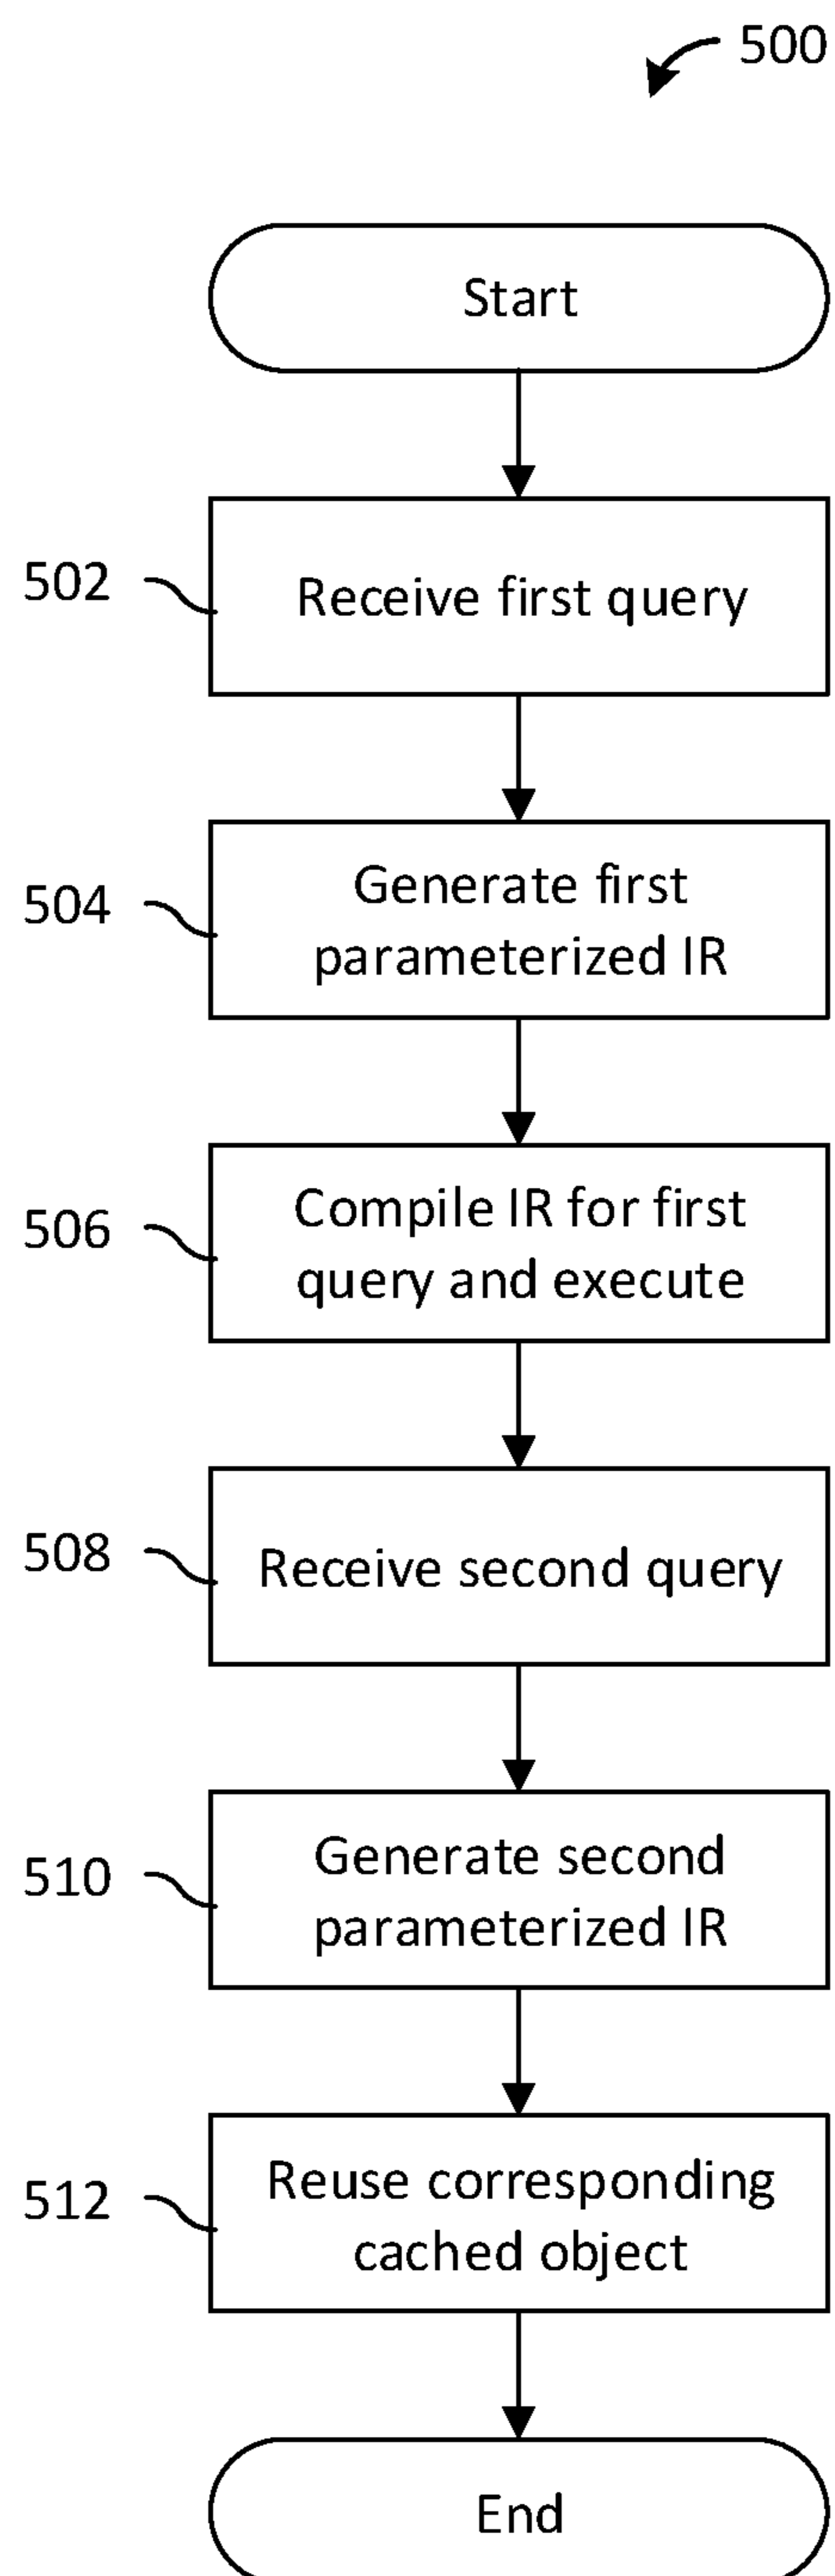 500
Start
502
Receive first query
504
Generate first
parameterized IR
506
Compile IR for first
query and execute
508
Receive second query
510
Generate second
parameterized IR
512
Reuse corresponding
cached object
End